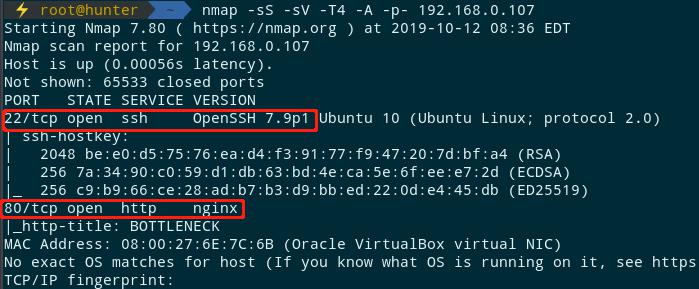 ⚡ root@hunter ~ nmap -sS -sV -T4 -A -p- 192.168.0.107
Starting Nmap 7.80 ( https://nmap.org ) at 2019-10-12 08:36 EDT
Nmap scan report for 192.168.0.107
Host is up (0.00056s latency).
Not shown: 65533 closed ports
PORT   STATE SERVICE VERSION
22/tcp open  ssh     OpenSSH 7.9p1 Ubuntu 10 (Ubuntu Linux; protocol 2.0)
| ssh-hostkey:
|   2048 be:e0:d5:75:76:ea:d4:f3:91:77:f9:47:20:7d:bf:a4 (RSA)
|   256 7a:34:90:c0:59:d1:db:63:bd:4e:ca:5e:6f:ee:e7:2d (ECDSA)
|_  256 c9:b9:66:ce:28:ad:b7:b3:d9:bb:ed:22:0d:e4:45:db (ED25519)
80/tcp open  http    nginx
|_http-title: BOTTLENECK
MAC Address: 08:00:27:6E:7C:6B (Oracle VirtualBox virtual NIC)
No exact OS matches for host (If you know what OS is running on it, see https
TCP/IP fingerprint: